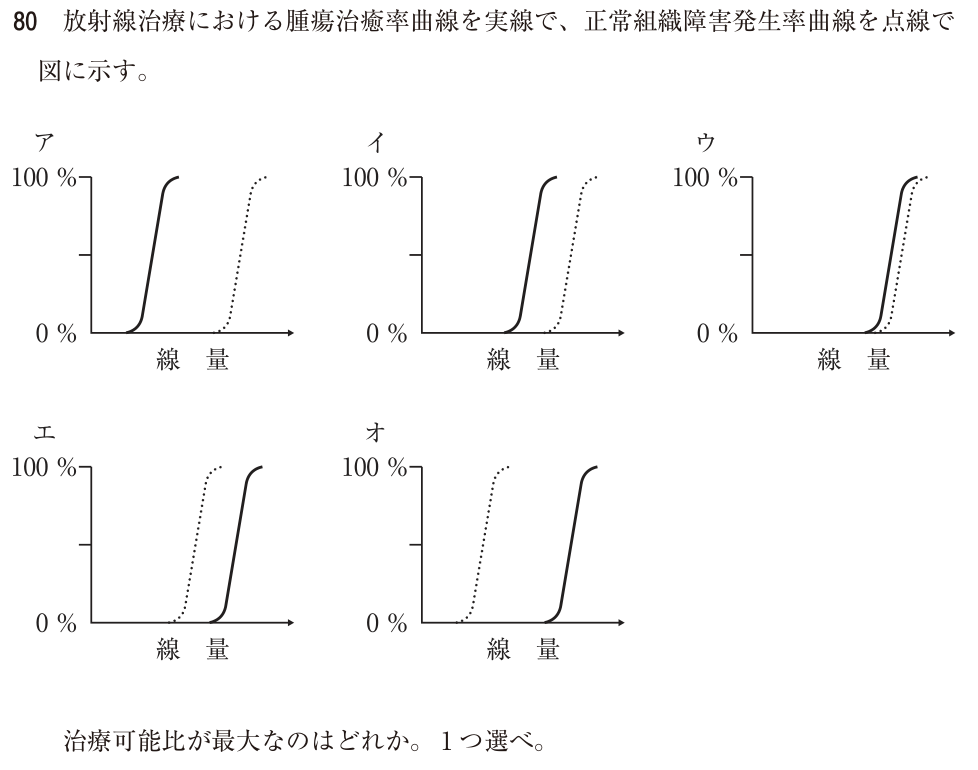 80 放射線治療における腫瘍治癒率曲線を実線で、正常組織障害発生率曲線を点線で
図に示す。
ア イ ウ
100 % 100 % 100 %
0 % 0 % 0 %
線 量 線 量 線 量
エ オ
100 % 100 %
0 % 0 %
線 量 線 量
治療可能比が最大なのはどれか。1つ選べ。